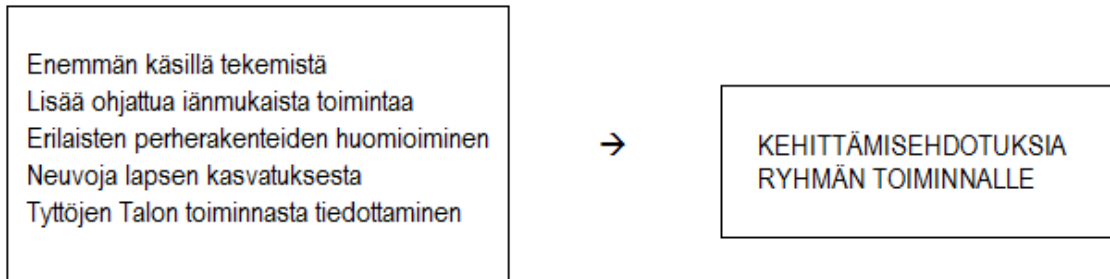 Enemmän käsillä tekemistä
Lisää ohjattua iänmukaista toimintaa
Erilaisten perherakenteiden huomioiminen
Neuvoja lapsen kasvatuksesta
Tyttöjen Talon toiminnasta tiedottaminen
→
KEHITTÄMISEHDOTUKSIA
RYHMÄN TOIMINNALLE